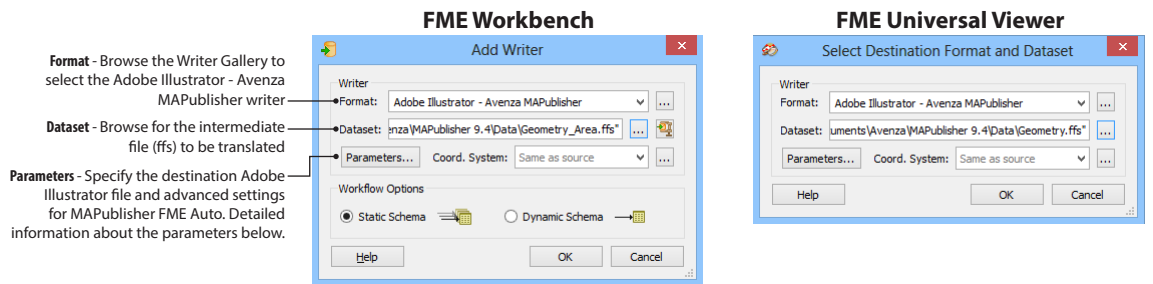 FME Workbench
FME Universal Viewer
Format - Browse the Writer Gallery to
select the Adobe Illustrator - Avenza
MAPublisher writer
Dataset - Browse for the intermediate
file (ffs) to be translated
Parameters - Specify the destination Adobe
Illustrator file and advanced settings
for MAPublisher FME Auto. Detailed
information about the parameters below.
Add Writer
Writer
Format: Adobe Illustrator - Avenza MAPublisher ...
Dataset: enza\MAPublisher 9.4\Data\Geometry_Area.ffs" ...
Parameters... Coord. System: Same as source ...
Workflow Options
Static Schema Dynamic Schema
Help OK Cancel
Select Destination Format and Dataset
Writer
Format: Adobe Illustrator - Avenza MAPublisher ...
Dataset: uments\Avenza\MAPublisher 9.4\Data\Geometry.ffs" ...
Parameters... Coord. System: Same as source ...
Help OK Cancel